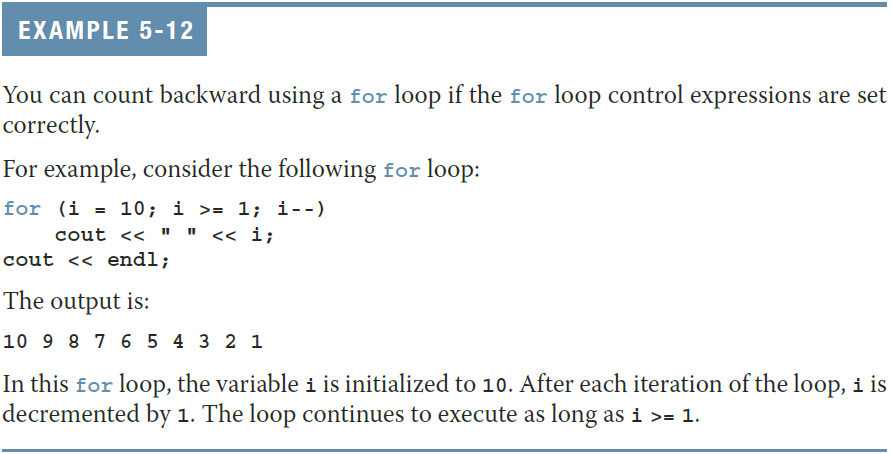 EXAMPLE 5-12
You can count backward using a for loop if the for loop control expressions are set
correctly.
For example, consider the following for loop:
for (i = 10; i >= 1; i--)
    cout << " " << i;
cout << endl;
The output is:
10 9 8 7 6 5 4 3 2 1
In this for loop, the variable i is initialized to 10. After each iteration of the loop, i is
decremented by 1. The loop continues to execute as long as i >= 1.